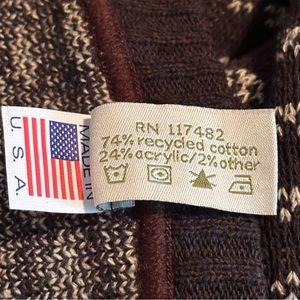 MADE IN
U.S.A.
RN 117482
74% recycled cotton
24% acrylic/2% other